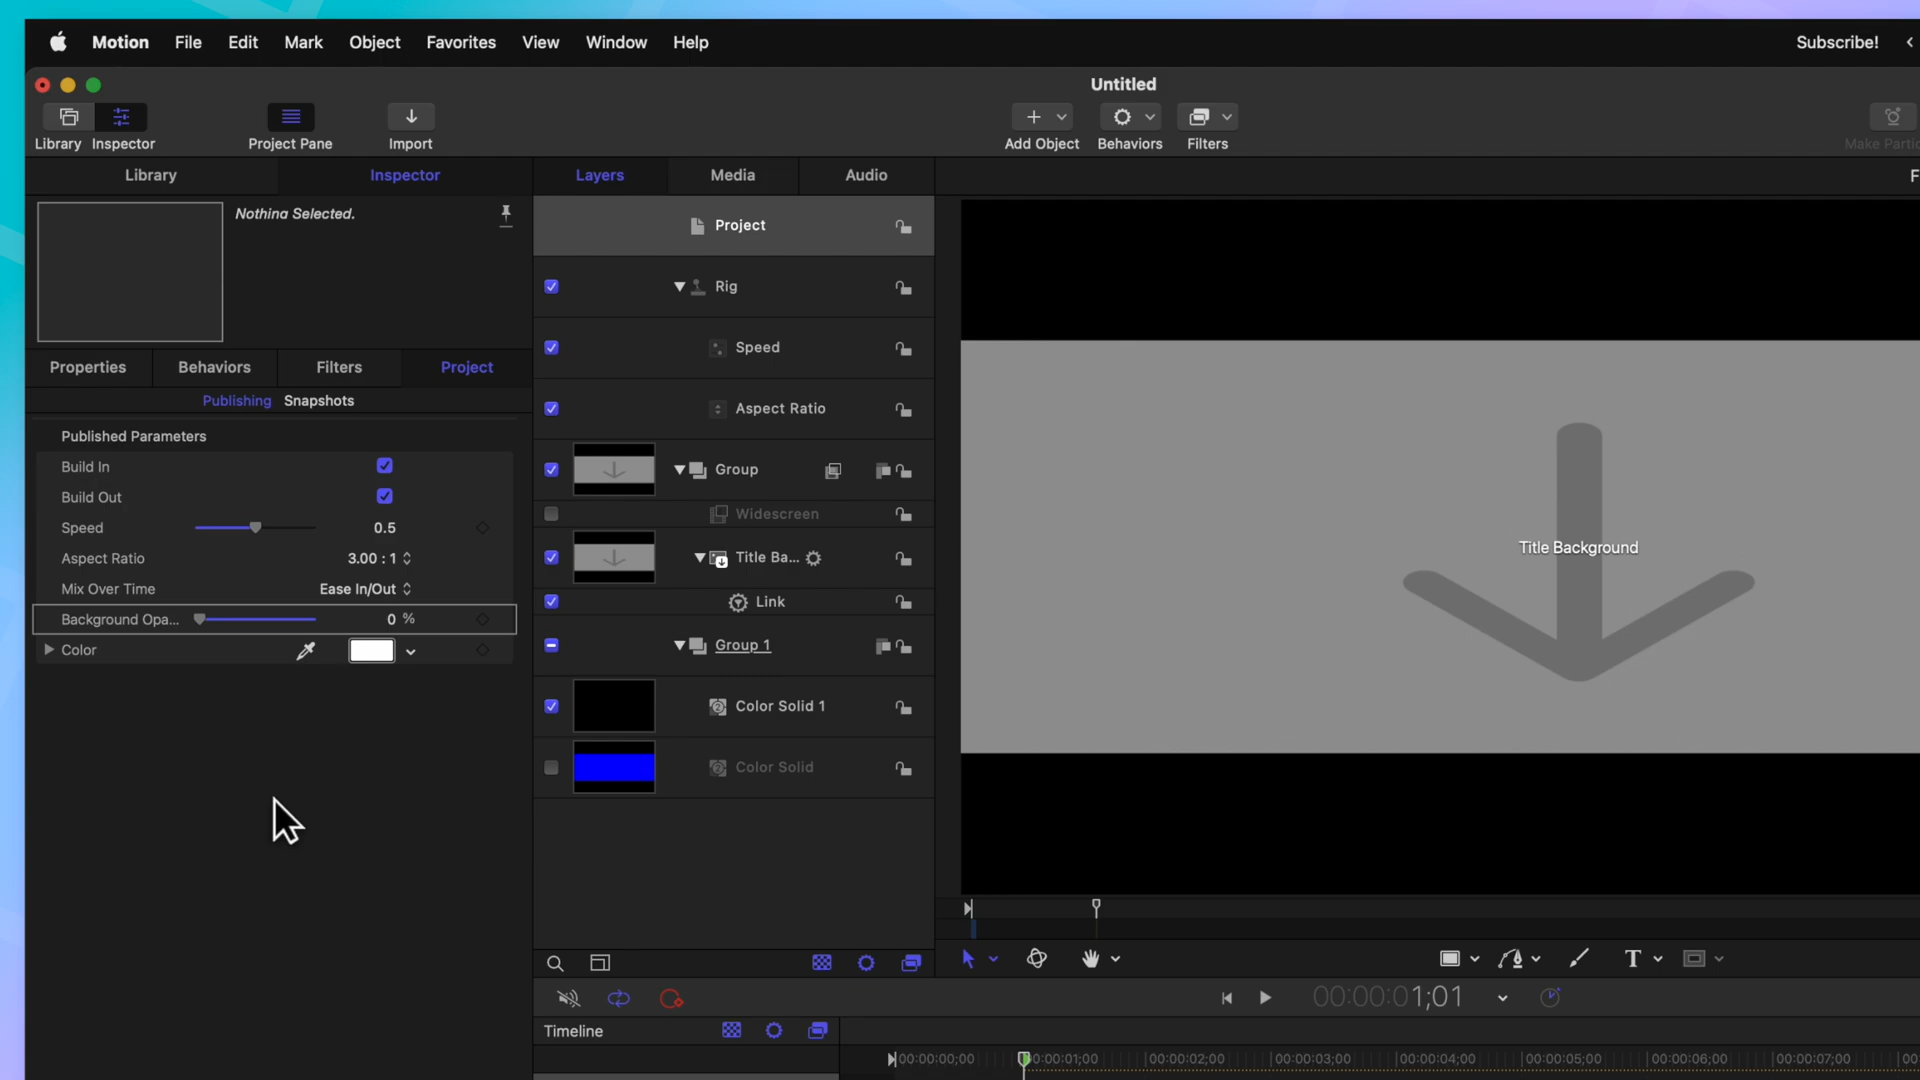 Motion File Edit Mark Object Favorites View Window Help Subscribe!
Untitled
Library Inspector Project Pane Import Add Object Behaviors Filters
Library Inspector Layers Media Audio
Nothing Selected.
Project
Rig
Speed
Properties Behaviors Filters Project
Publishing Snapshots
Aspect Ratio
Published Parameters
Build In
Group
Build Out
Widescreen
Speed 0.5
Aspect Ratio 3.00 : 1
Title Ba...
Title Background
Mix Over Time Ease In/Out
Link
Background Opa... 0 %
Color
Group 1
Color Solid 1
Color Solid
T
00:00:01;01
Timeline
00:00:00;00 00:00:01;00 00:00:02;00 00:00:03;00 00:00:04;00 00:00:05;00 00:00:06;00 00:00:07;00